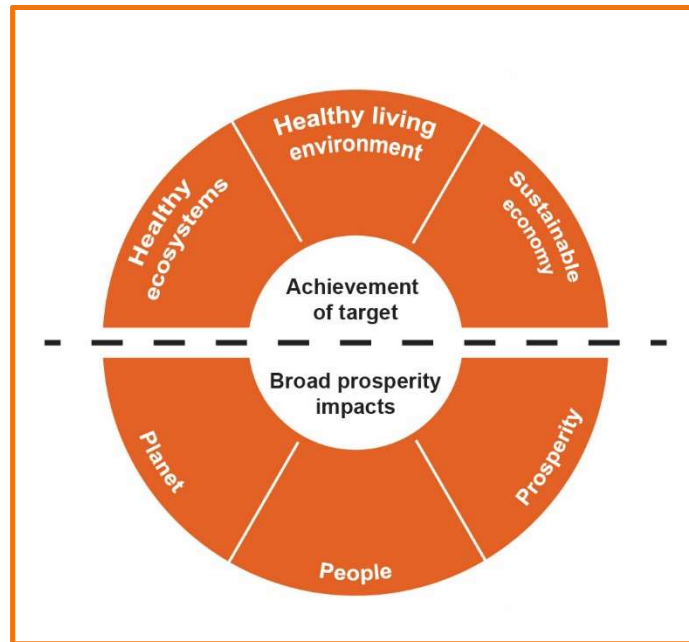 Healthy living
environment
Healthy
ecosystems
Sustainable
economy
Achievement
of target
Broad prosperity
impacts
Planet
People
Prosperity